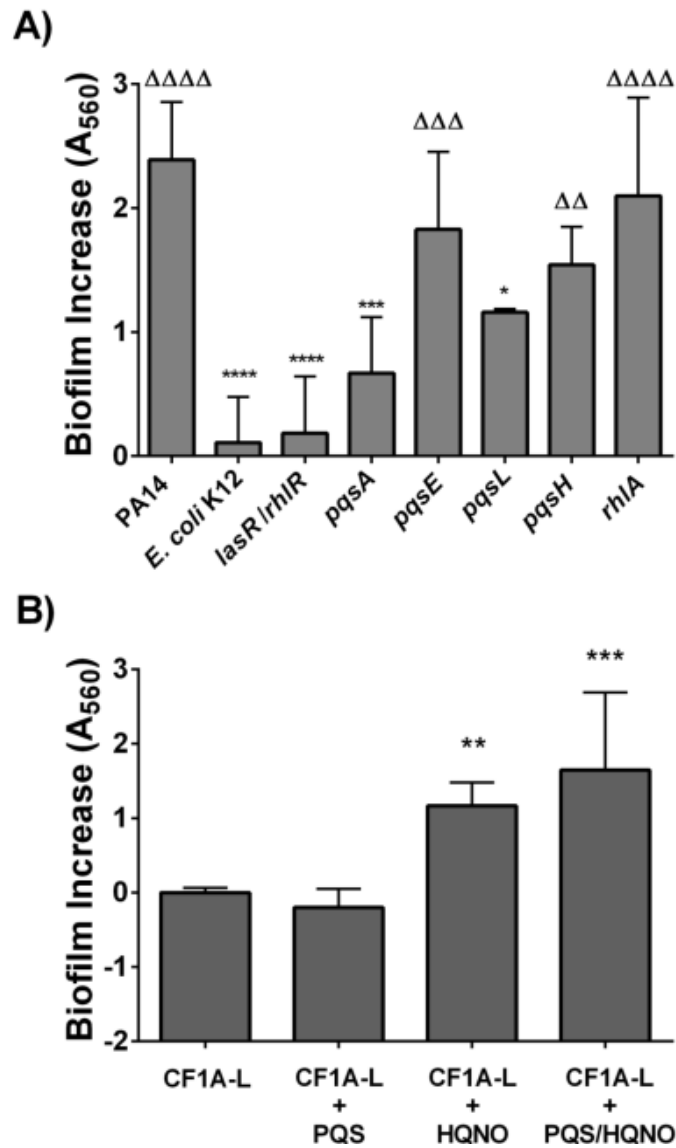 A)
Biofilm Increase (A560)
3
2
1
0
ΔΔΔΔ
****
****
***
ΔΔΔ
*
ΔΔ
ΔΔΔΔ
PA14
E. coli K12
lasR /rhlR
pqsA
pqsE
pqsL
pqsH
rhlA
B)
Biofilm Increase (A560)
3
2
1
0
-1
-2
**
***
CF1A-L
CF1A-L
+
PQS
CF1A-L
+
HQNO
CF1A-L
+
PQS/HQNO